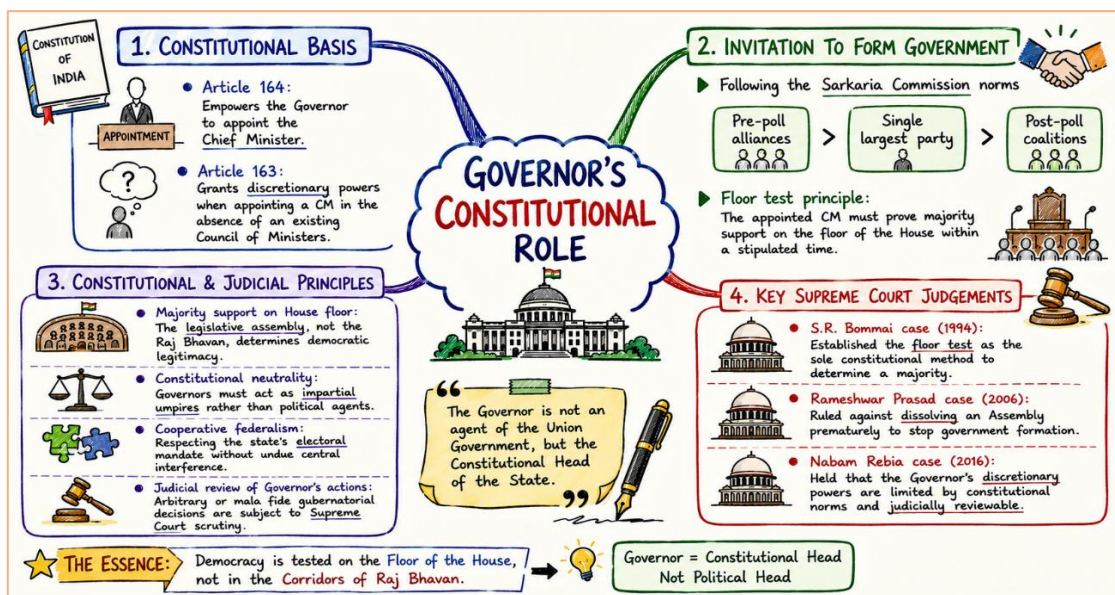 CONSTITUTION
OF
INDIA
1. CONSTITUTIONAL BASIS
APPOINTMENT
• Article 164:
Empowers the Governor
to appoint the
Chief Minister.
?
• Article 163:
Grants discretionary powers
when appointing a CM in the
absence of an existing
Council of Ministers.
GOVERNOR'S
CONSTITUTIONAL
ROLE
2. INVITATION TO FORM GOVERNMENT
Following the Sarkaria Commission norms
Pre-poll
alliances
>
Single
largest party
>
Post-poll
coalitions
Floor test principle:
The appointed CM must prove majority
support on the floor of the House within
a stipulated time.
3. CONSTITUTIONAL & JUDICIAL PRINCIPLES
• Majority support on House floor:
The legislative assembly, not the
Raj Bhavan, determines democratic
legitimacy.
• Constitutional neutrality:
Governors must act as impartial
umpires rather than political agents.
• Cooperative federalism:
Respecting the state's electoral
mandate without undue central
interference.
• Judicial review of Governor's actions:
Arbitrary or mala fide gubernatorial
decisions are subject to Supreme
Court scrutiny.
“
The Governor is not an
agent of the Union
Government, but the
Constitutional Head
of the State.
”
4. KEY SUPREME COURT JUDGEMENTS
• S.R. Bommai case (1994):
Established the floor test as the
sole constitutional method to
determine a majority.
• Rameshwar Prasad case (2006):
Ruled against dissolving an Assembly
prematurely to stop government formation.
• Nabam Rebia case (2016):
Held that the Governor's discretionary
powers are limited by constitutional
norms and judicially reviewable.
THE ESSENCE:
Democracy is tested on the Floor of the House,
not in the Corridors of Raj Bhavan.
Governor = Constitutional Head
Not Political Head